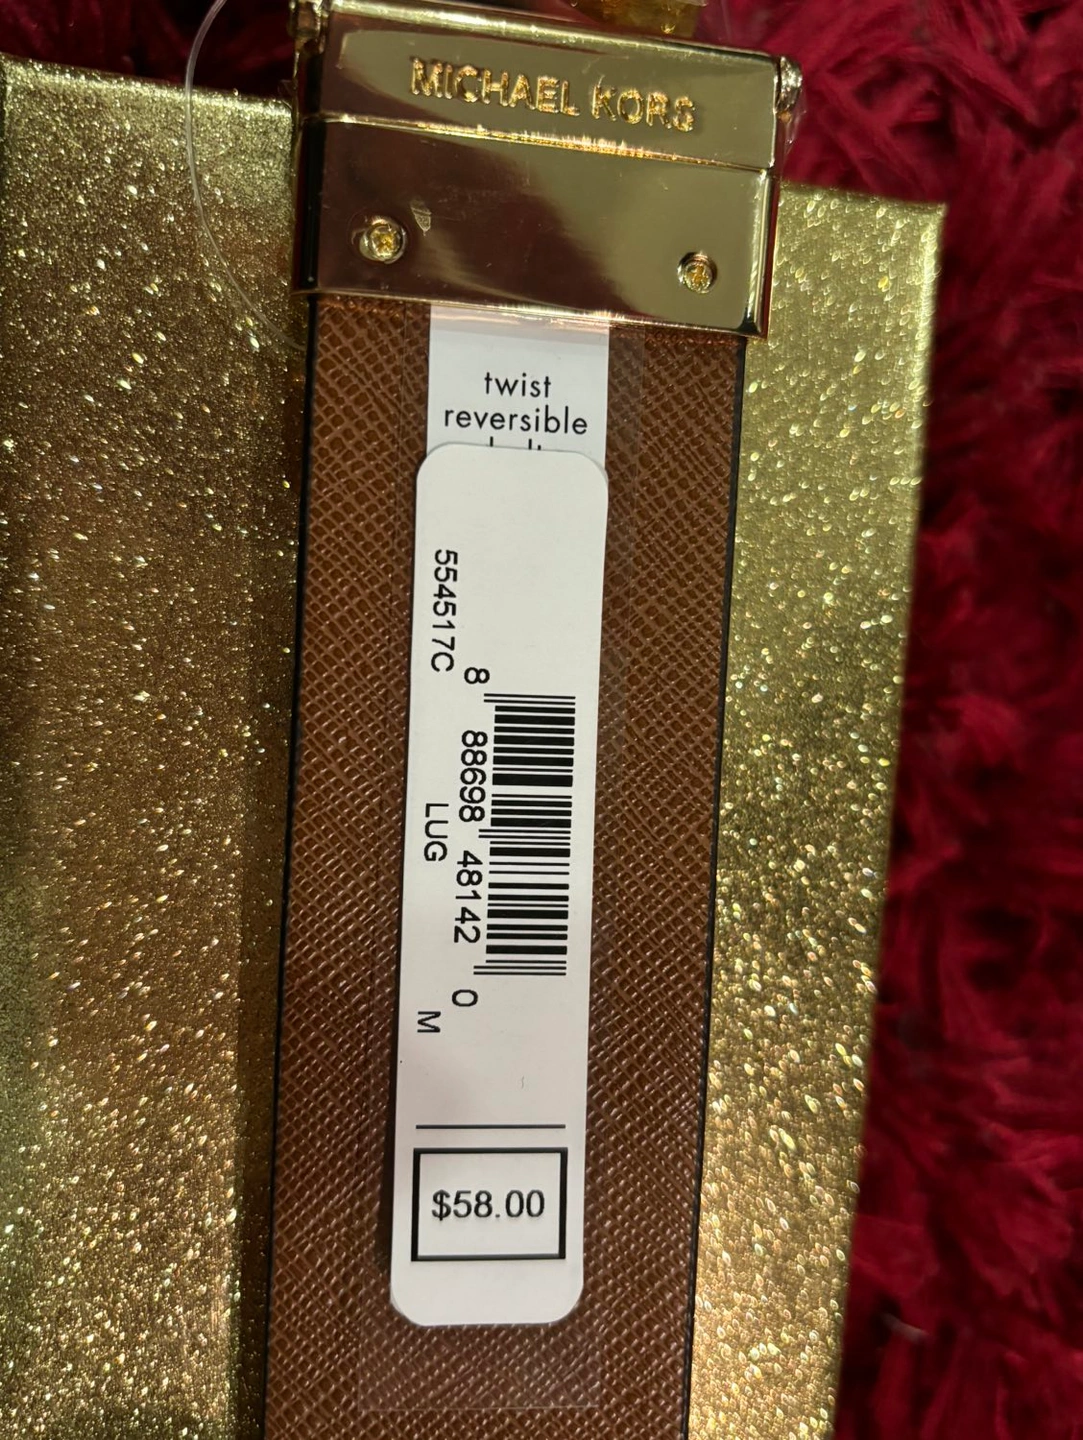 MICHAEL KORS
twist
reversible
554517C
8 88698 48142 0
LUG
M
$58.00